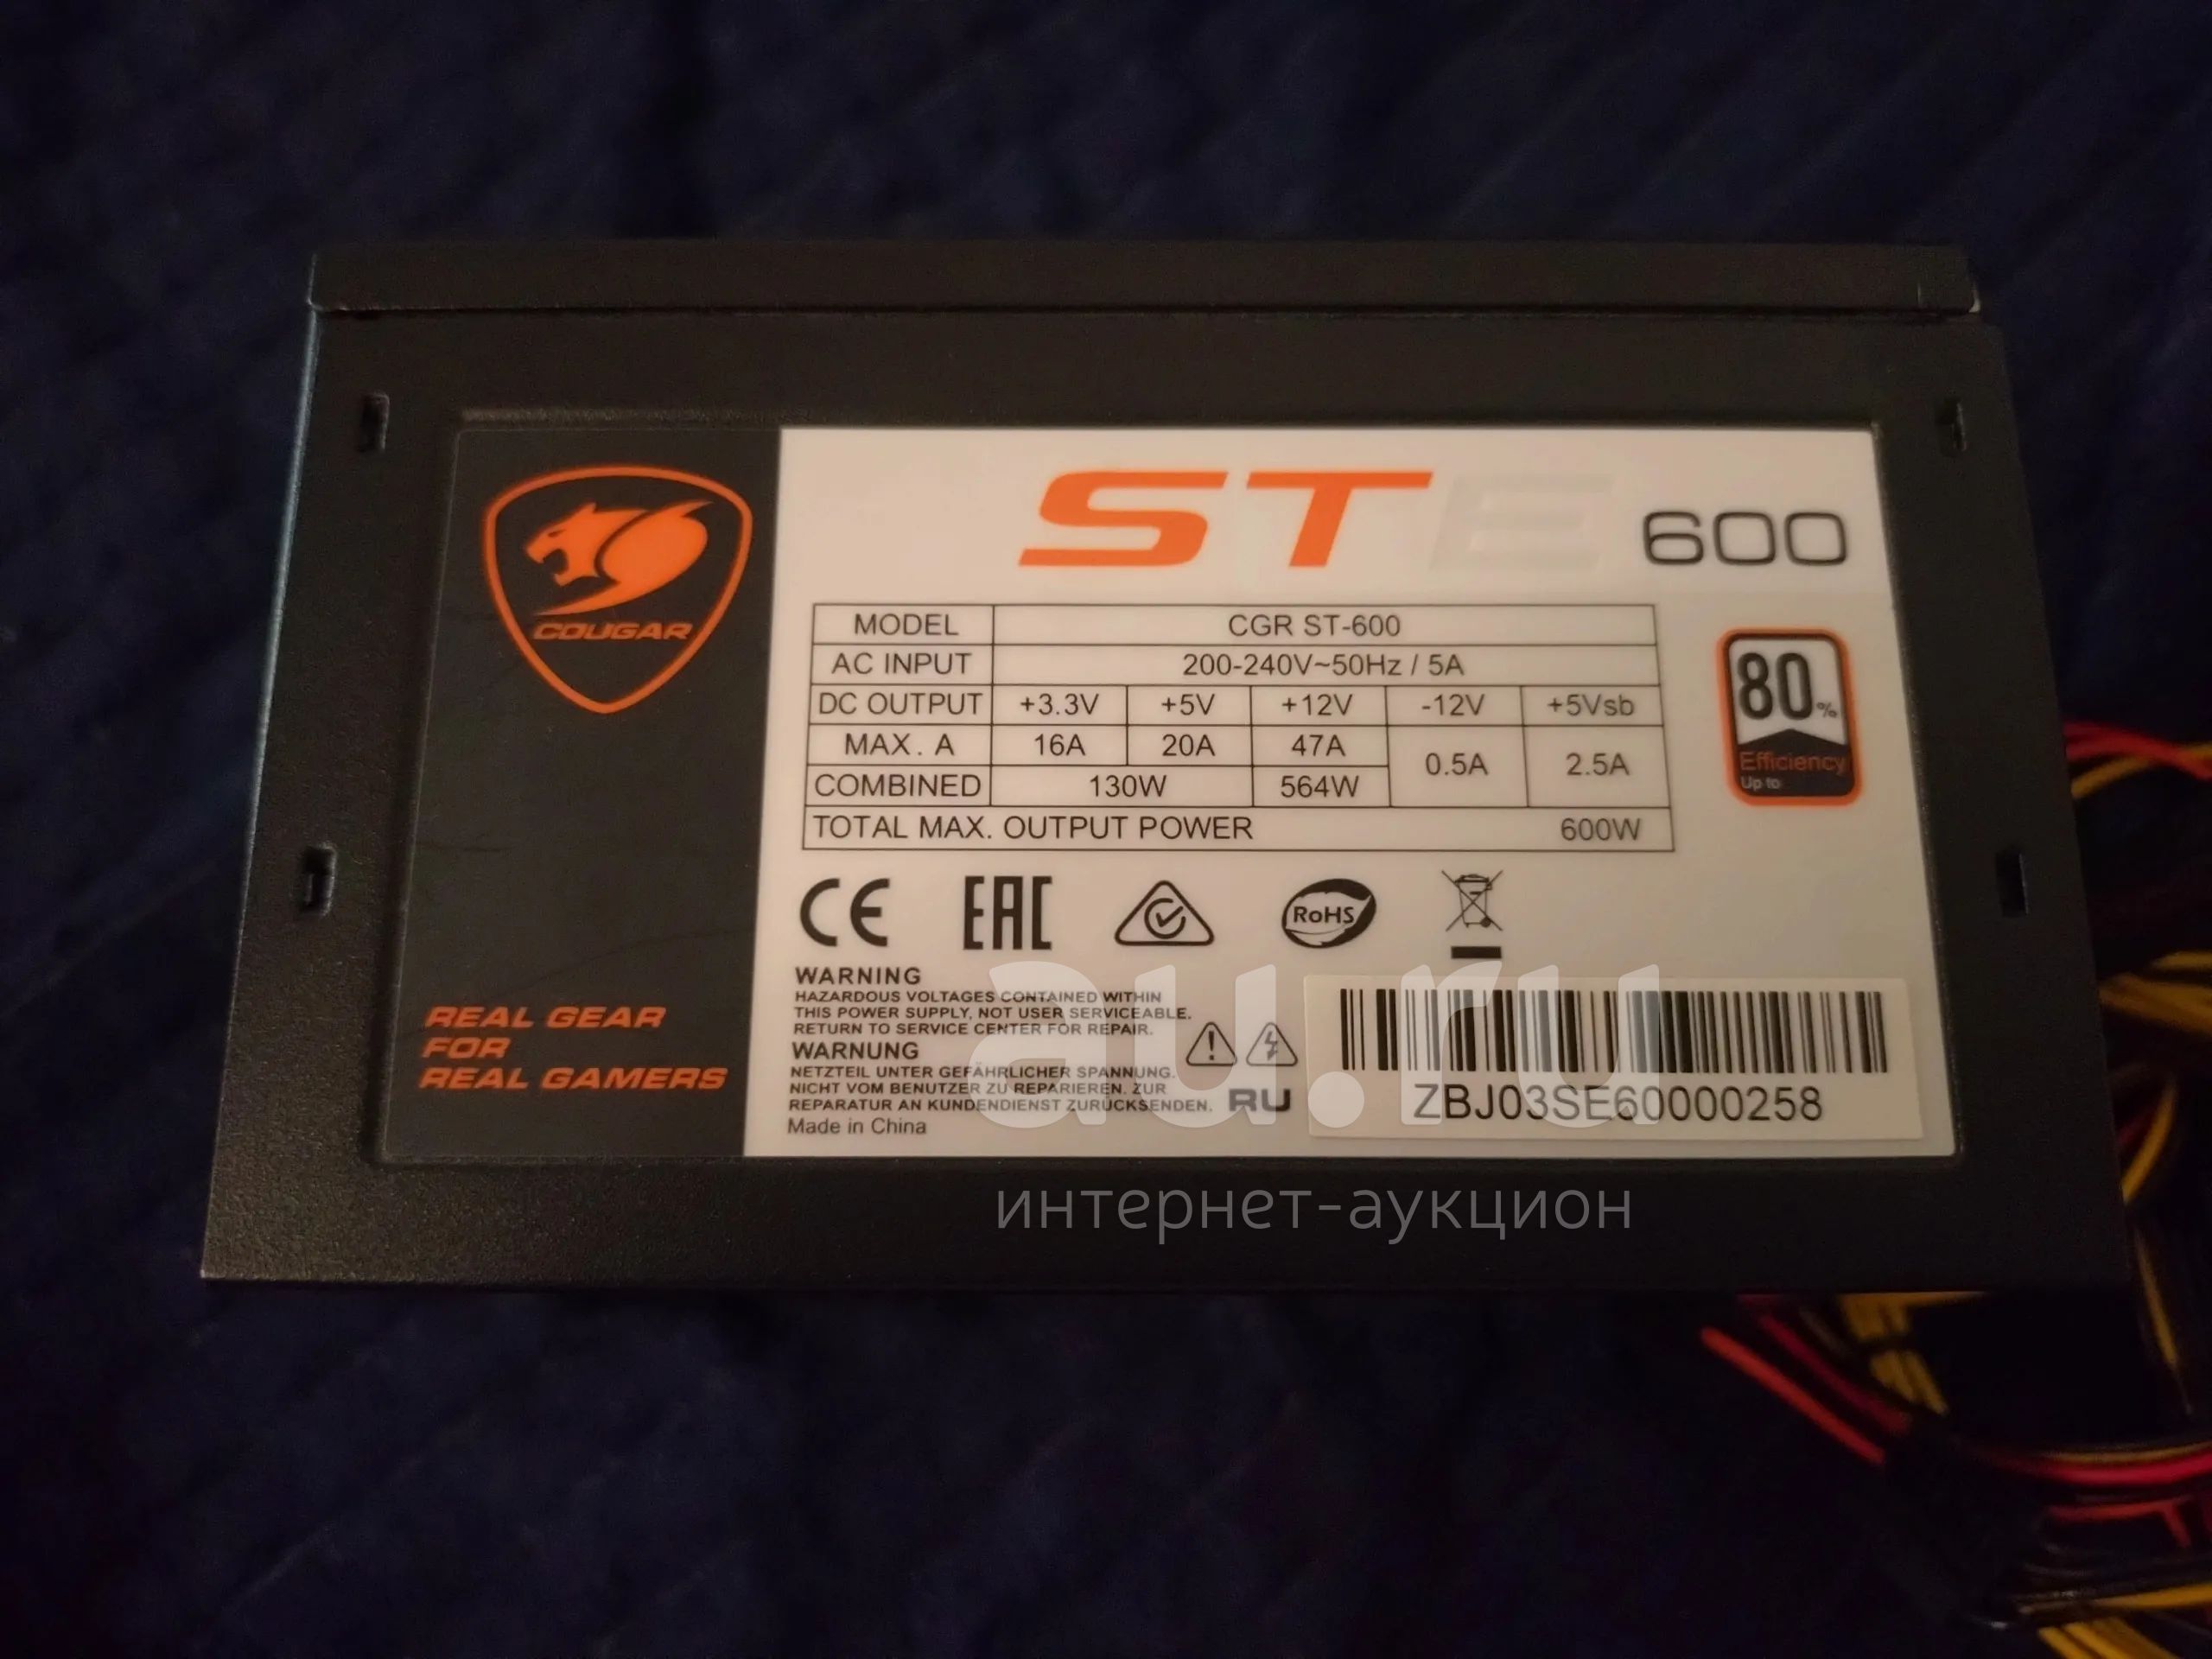 COUGAR
REAL GEAR
FOR
REAL GAMERS
STE 600
MODEL CGR ST-600
AC INPUT 200-240V~50Hz / 5A
DC OUTPUT +3.3V +5V +12V -12V +5Vsb
MAX. A 16A 20A 47A 0.5A 2.5A
COMBINED 130W 564W
TOTAL MAX. OUTPUT POWER 600W
80%
Efficiency
Up to
CE EAC RoHS
WARNING
HAZARDOUS VOLTAGES CONTAINED WITHIN
THIS POWER SUPPLY, NOT USER SERVICEABLE.
RETURN TO SERVICE CENTER FOR REPAIR.
WARNUNG
NETZTEIL UNTER GEFÄHRLICHER SPANNUNG.
NICHT VOM BENUTZER ZU REPARIEREN. ZUR
REPARATUR AN KUNDENDIENST ZURÜCKSENDEN.
Made in China
RU
ZBJ03SE60000258
au.ru
интернет-аукцион